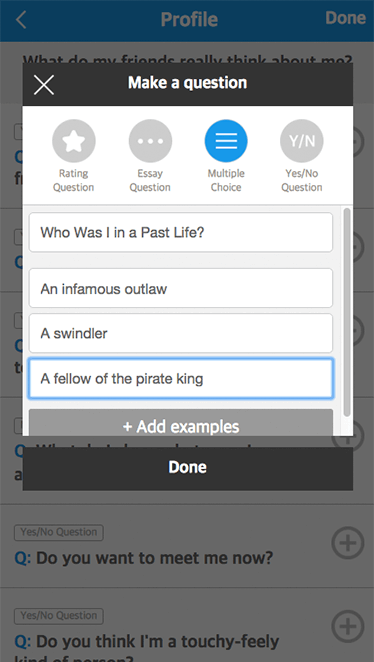 Profile
Done
What do my friends really think about me?
Make a question
Rating
Question
Essay
Question
Multiple
Choice
Y/N
Yes/No
Question
Who Was I in a Past Life?
An infamous outlaw
A swindler
A fellow of the pirate king
+ Add examples
Done
Yes/No Question
Q: Do you want to meet me now?
Yes/No Question
Q: Do you think I'm a touchy-feely
kind of person?